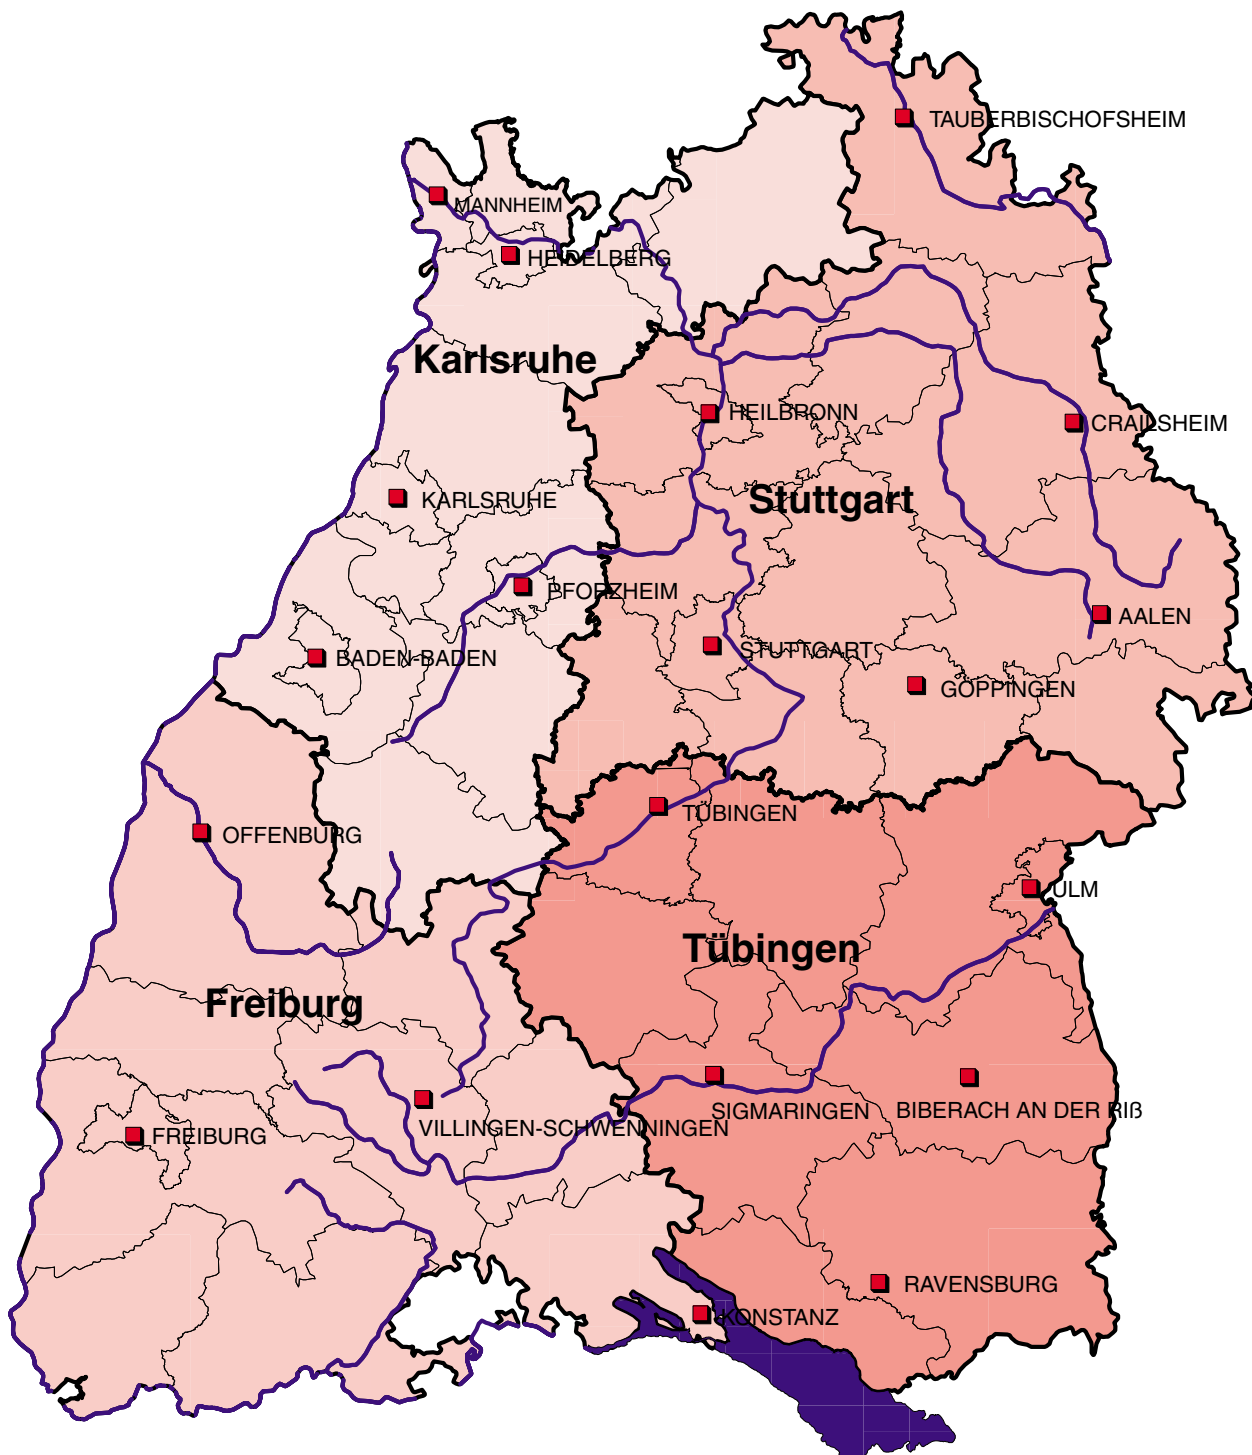 TAUBERBISCHOFSHEIM
MANNHEIM
HEIDELBERG
Karlsruhe
HEILBRONN
CRAILSHEIM
KARLSRUHE
Stuttgart
PFORZHEIM
AALEN
BADEN-BADEN
STUTTGART
GÖPPINGEN
TÜBINGEN
OFFENBURG
ULM
Tübingen
Freiburg
SIGMARINGEN
BIBERACH AN DER RIß
VILLINGEN-SCHWENNINGEN
FREIBURG
RAVENSBURG
KONSTANZ